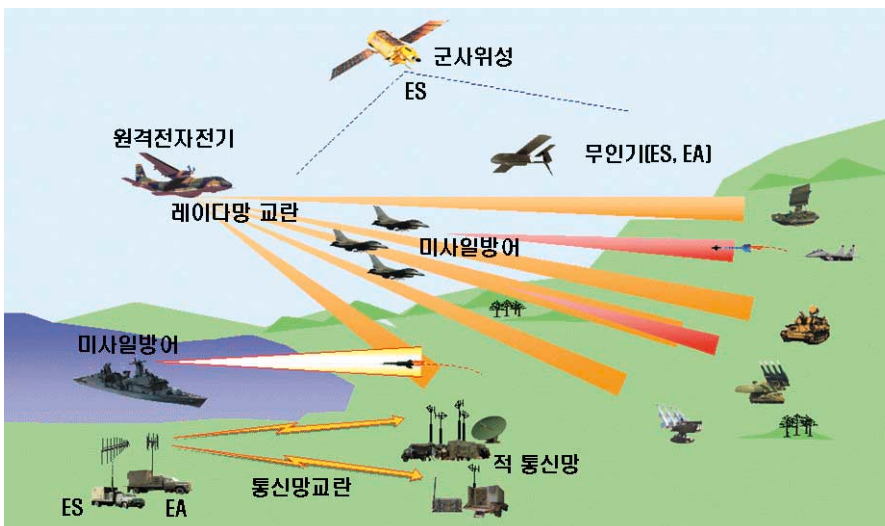 군사위성
ES
원격전자전기
무인기(ES, EA)
레이다망 교란
미사일방어
미사일방어
적 통신망
통신망교란
ES
EA